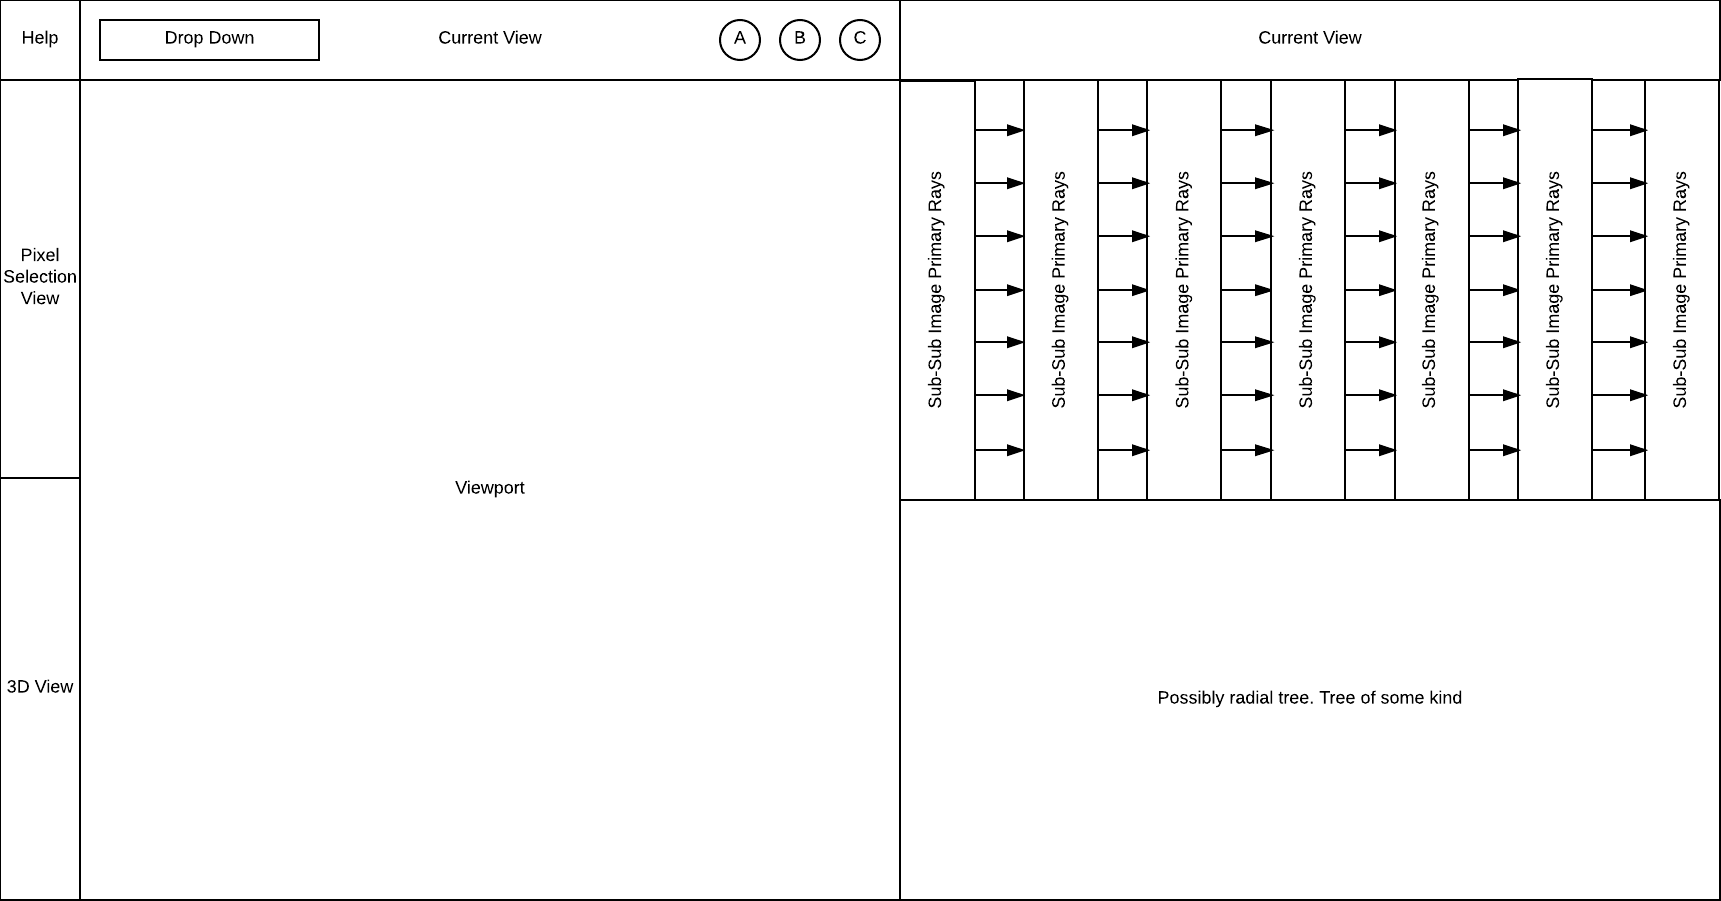 Help
Drop Down
Current View
A
B
C
Current View
Pixel
Selection
View
3D View
Viewport
Sub-Sub Image Primary Rays
Sub-Sub Image Primary Rays
Sub-Sub Image Primary Rays
Sub-Sub Image Primary Rays
Sub-Sub Image Primary Rays
Sub-Sub Image Primary Rays
Sub-Sub Image Primary Rays
Possibly radial tree. Tree of some kind